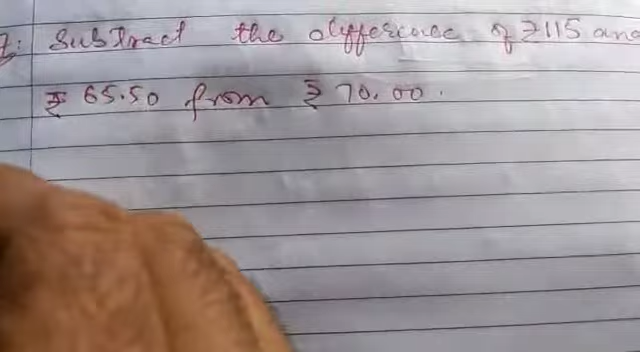 Subtract the difference of ₹115 and
₹ 65.50 from ₹ 70.00.